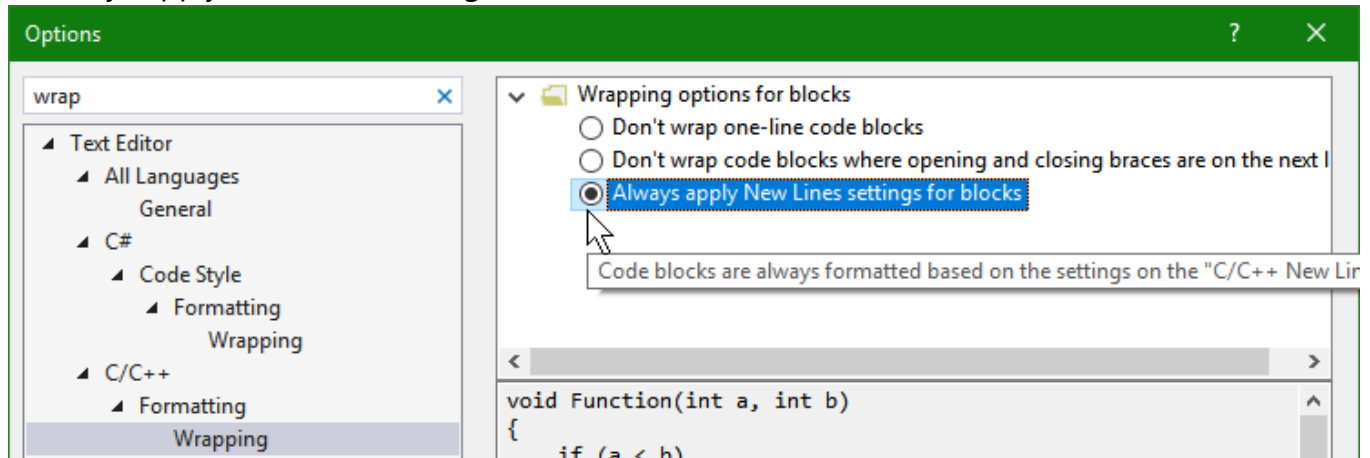 Options ?
wrap
Text Editor
All Languages
General
C#
Code Style
Formatting
Wrapping
C/C++
Formatting
Wrapping
Wrapping options for blocks
Don't wrap one-line code blocks
Don't wrap code blocks where opening and closing braces are on the next l
Always apply New Lines settings for blocks
Code blocks are always formatted based on the settings on the "C/C++ New Lin
void Function(int a, int b)
{
if (a < b)